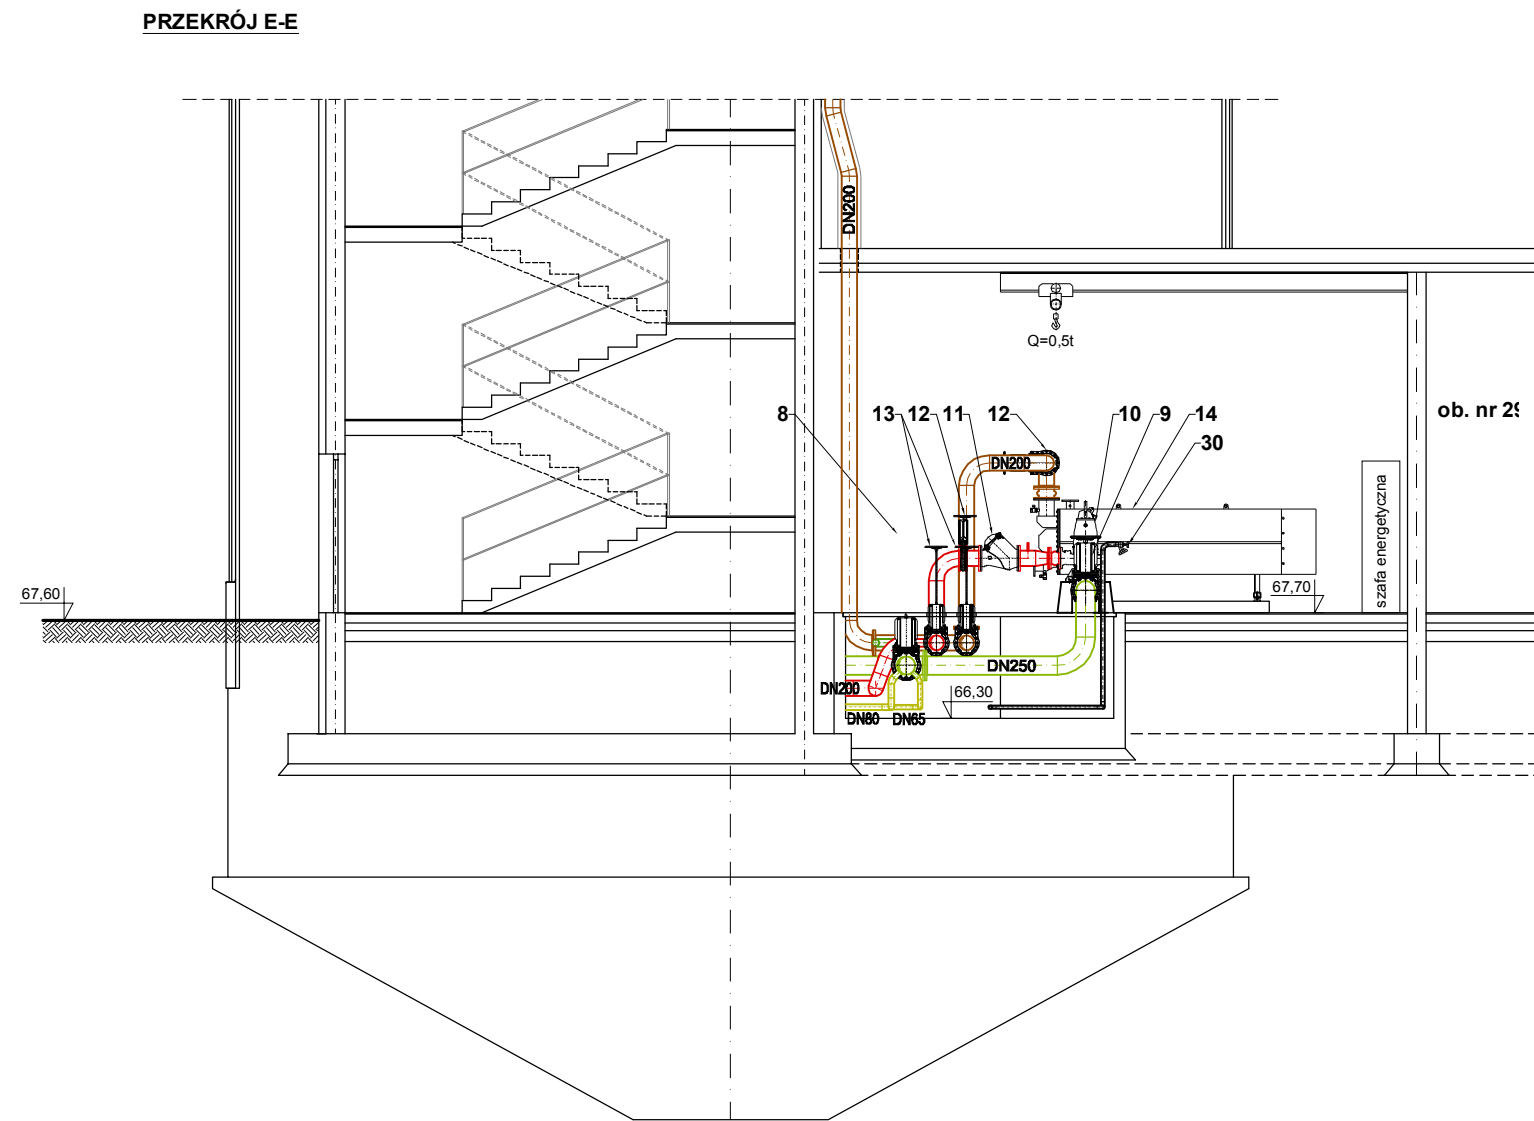 PRZEKRÓJ E-E
DN200
Q=0,5t
8 13 12 11 12 10 9 14
30
ob. nr 29
DN200
szafa energetyczna
67,60
67,70
DN250
DN200
66,30
DN80 DN65